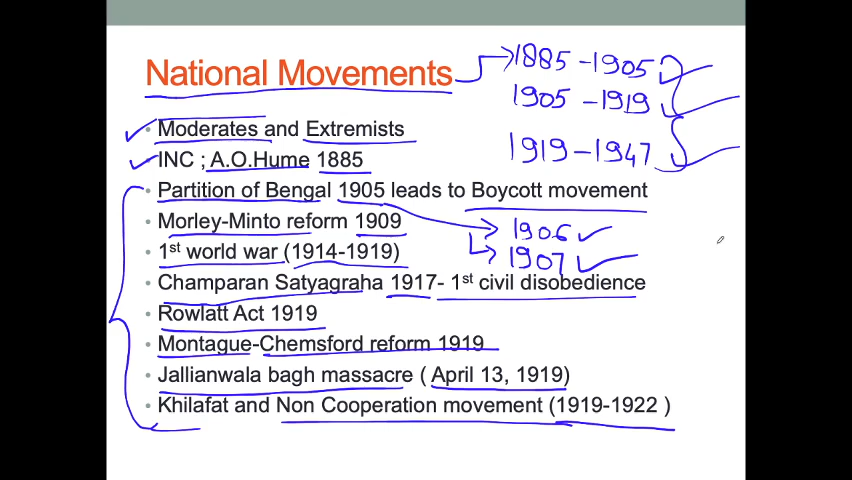 National Movements
1885 - 1905
1905 - 1919
1919 - 1947
• Moderates and Extremists
• INC ; A.O.Hume 1885
• Partition of Bengal 1905 leads to Boycott movement
• Morley-Minto reform 1909
1906
• 1st world war (1914-1919)
1907
• Champaran Satyagraha 1917- 1st civil disobedience
• Rowlatt Act 1919
• Montague-Chemsford reform 1919
• Jallianwala bagh massacre ( April 13, 1919)
• Khilafat and Non Cooperation movement (1919-1922 )